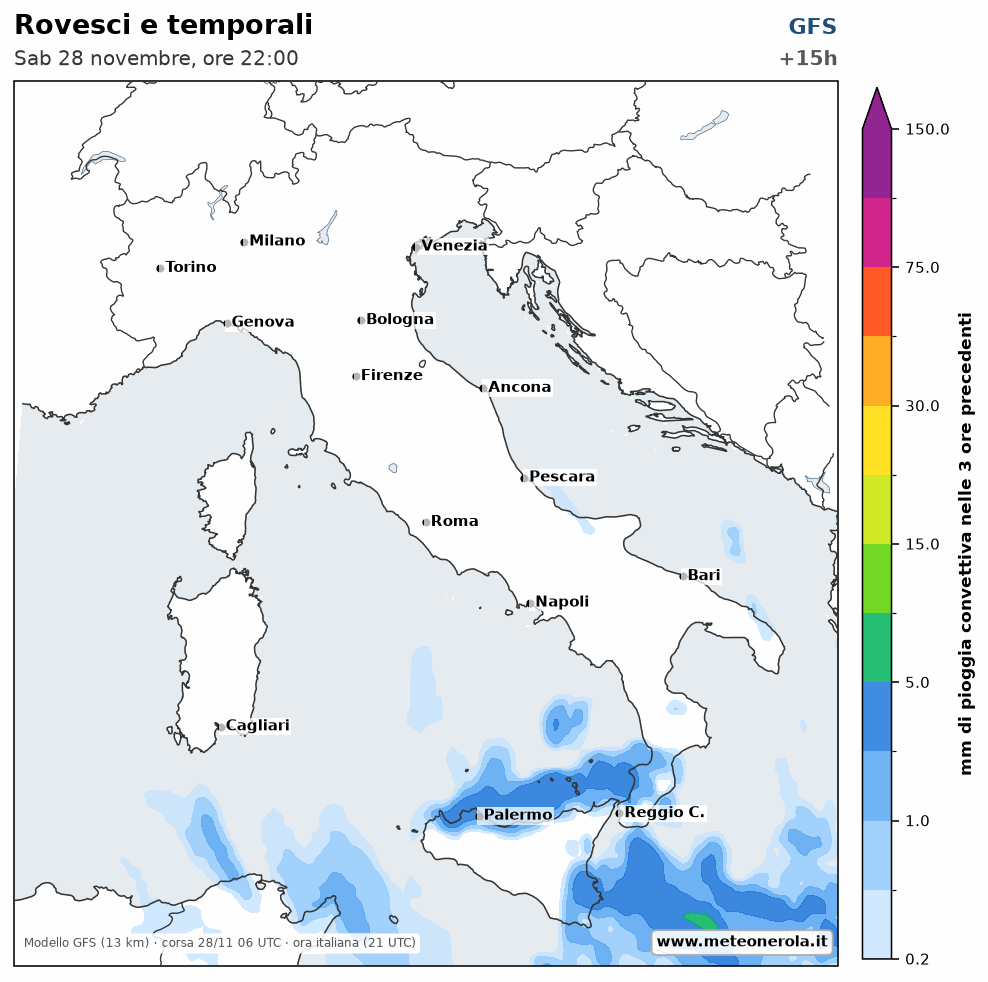 Rovesci e temporali
GFS
Sab 28 novembre, ore 22:00
+15h
150.0
75.0
30.0
15.0
5.0
1.0
0.2
mm di pioggia convettiva nelle 3 ore precedenti
Milano
Venezia
Torino
Genova
Bologna
Firenze
Ancona
Pescara
Roma
Bari
Napoli
Cagliari
Palermo
Reggio C.
Modello GFS (13 km) · corsa 28/11 06 UTC · ora italiana (21 UTC)
www.meteonerola.it